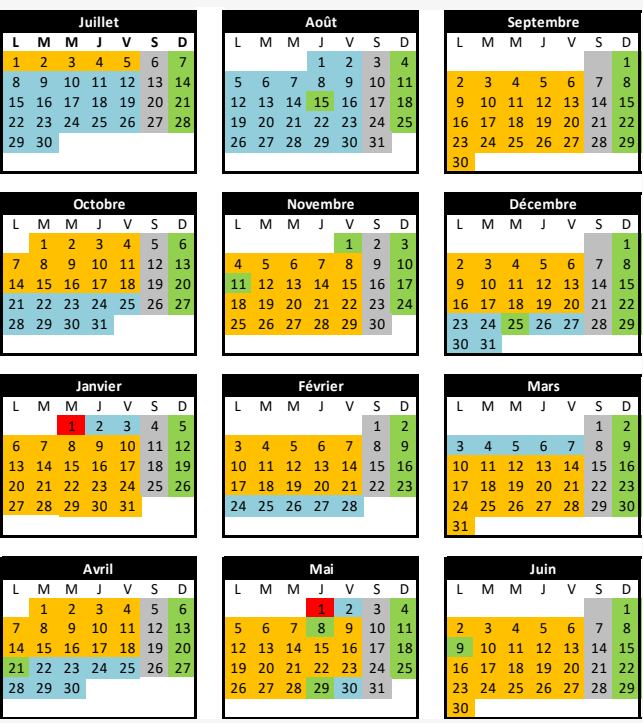 Juillet
L M M J V S D
1 2 3 4 5 6 7
8 9 10 11 12 13 14
15 16 17 18 19 20 21
22 23 24 25 26 27 28
29 30
Août
L M M J V S D
1 2 3 4
5 6 7 8 9 10 11
12 13 14 15 16 17 18
19 20 21 22 23 24 25
26 27 28 29 30 31
Septembre
L M M J V S D
1
2 3 4 5 6 7 8
9 10 11 12 13 14 15
16 17 18 19 20 21 22
23 24 25 26 27 28 29
30
Octobre
L M M J V S D
1 2 3 4 5 6
7 8 9 10 11 12 13
14 15 16 17 18 19 20
21 22 23 24 25 26 27
28 29 30 31
Novembre
L M M J V S D
1 2 3
4 5 6 7 8 9 10
11 12 13 14 15 16 17
18 19 20 21 22 23 24
25 26 27 28 29 30
Décembre
L M M J V S D
1
2 3 4 5 6 7 8
9 10 11 12 13 14 15
16 17 18 19 20 21 22
23 24 25 26 27 28 29
30 31
Janvier
L M M J V S D
1 2 3 4 5
6 7 8 9 10 11 12
13 14 15 16 17 18 19
20 21 22 23 24 25 26
27 28 29 30 31
Février
L M M J V S D
1 2
3 4 5 6 7 8 9
10 11 12 13 14 15 16
17 18 19 20 21 22 23
24 25 26 27 28
Mars
L M M J V S D
1 2
3 4 5 6 7 8 9
10 11 12 13 14 15 16
17 18 19 20 21 22 23
24 25 26 27 28 29 30
31
Avril
L M M J V S D
1 2 3 4 5 6
7 8 9 10 11 12 13
14 15 16 17 18 19 20
21 22 23 24 25 26 27
28 29 30
Mai
L M M J V S D
1 2 3 4
5 6 7 8 9 10 11
12 13 14 15 16 17 18
19 20 21 22 23 24 25
26 27 28 29 30 31
Juin
L M M J V S D
1
2 3 4 5 6 7 8
9 10 11 12 13 14 15
16 17 18 19 20 21 22
23 24 25 26 27 28 29
30